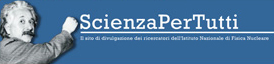 ScienzaPerTutti
Il sito di divulgazione dei ricercatori dell'Istituto Nazionale di Fisica Nucleare